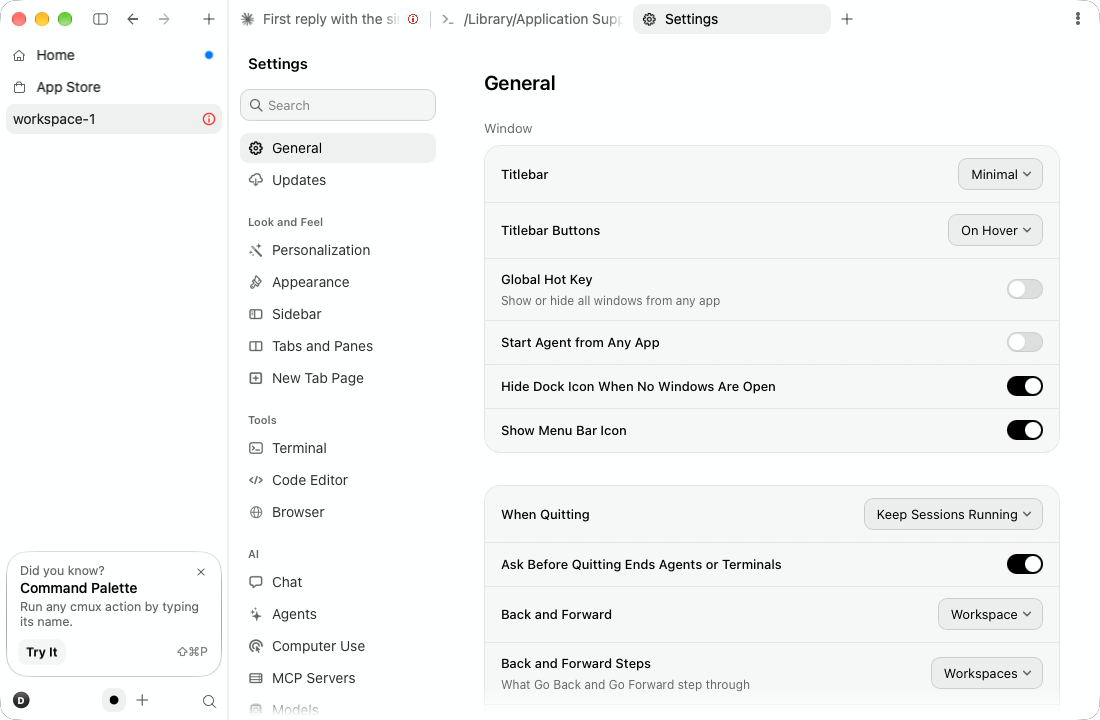 Home
App Store
workspace-1
Did you know?
Command Palette
Run any cmux action by typing
its name.
Try It
⇧⌘P
D
First reply with the si
/Library/Application Supp
Settings
Settings
Search
General
Updates
Look and Feel
Personalization
Appearance
Sidebar
Tabs and Panes
New Tab Page
Tools
Terminal
Code Editor
Browser
AI
Chat
Agents
Computer Use
MCP Servers
Models
General
Window
Titlebar
Minimal
Titlebar Buttons
On Hover
Global Hot Key
Show or hide all windows from any app
Start Agent from Any App
Hide Dock Icon When No Windows Are Open
Show Menu Bar Icon
When Quitting
Keep Sessions Running
Ask Before Quitting Ends Agents or Terminals
Back and Forward
Workspace
Back and Forward Steps
What Go Back and Go Forward step through
Workspaces